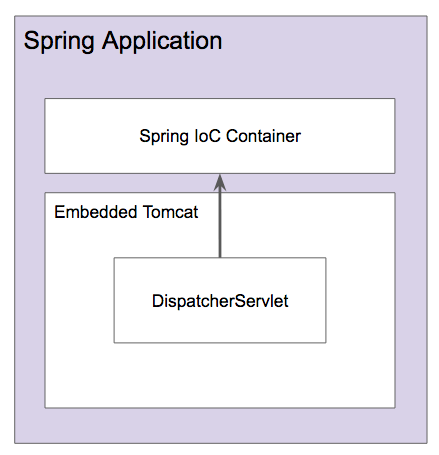 Spring Application
Spring IoC Container
Embedded Tomcat
DispatcherServlet